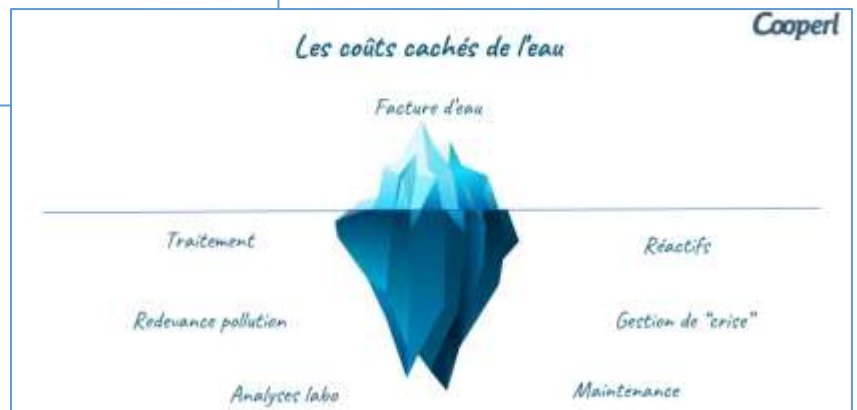 Cooperl
Les coûts cachés de l'eau
Facture d'eau
Traitement
Réactifs
Redevance pollution
Gestion de "crise"
Analyses labo
Maintenance